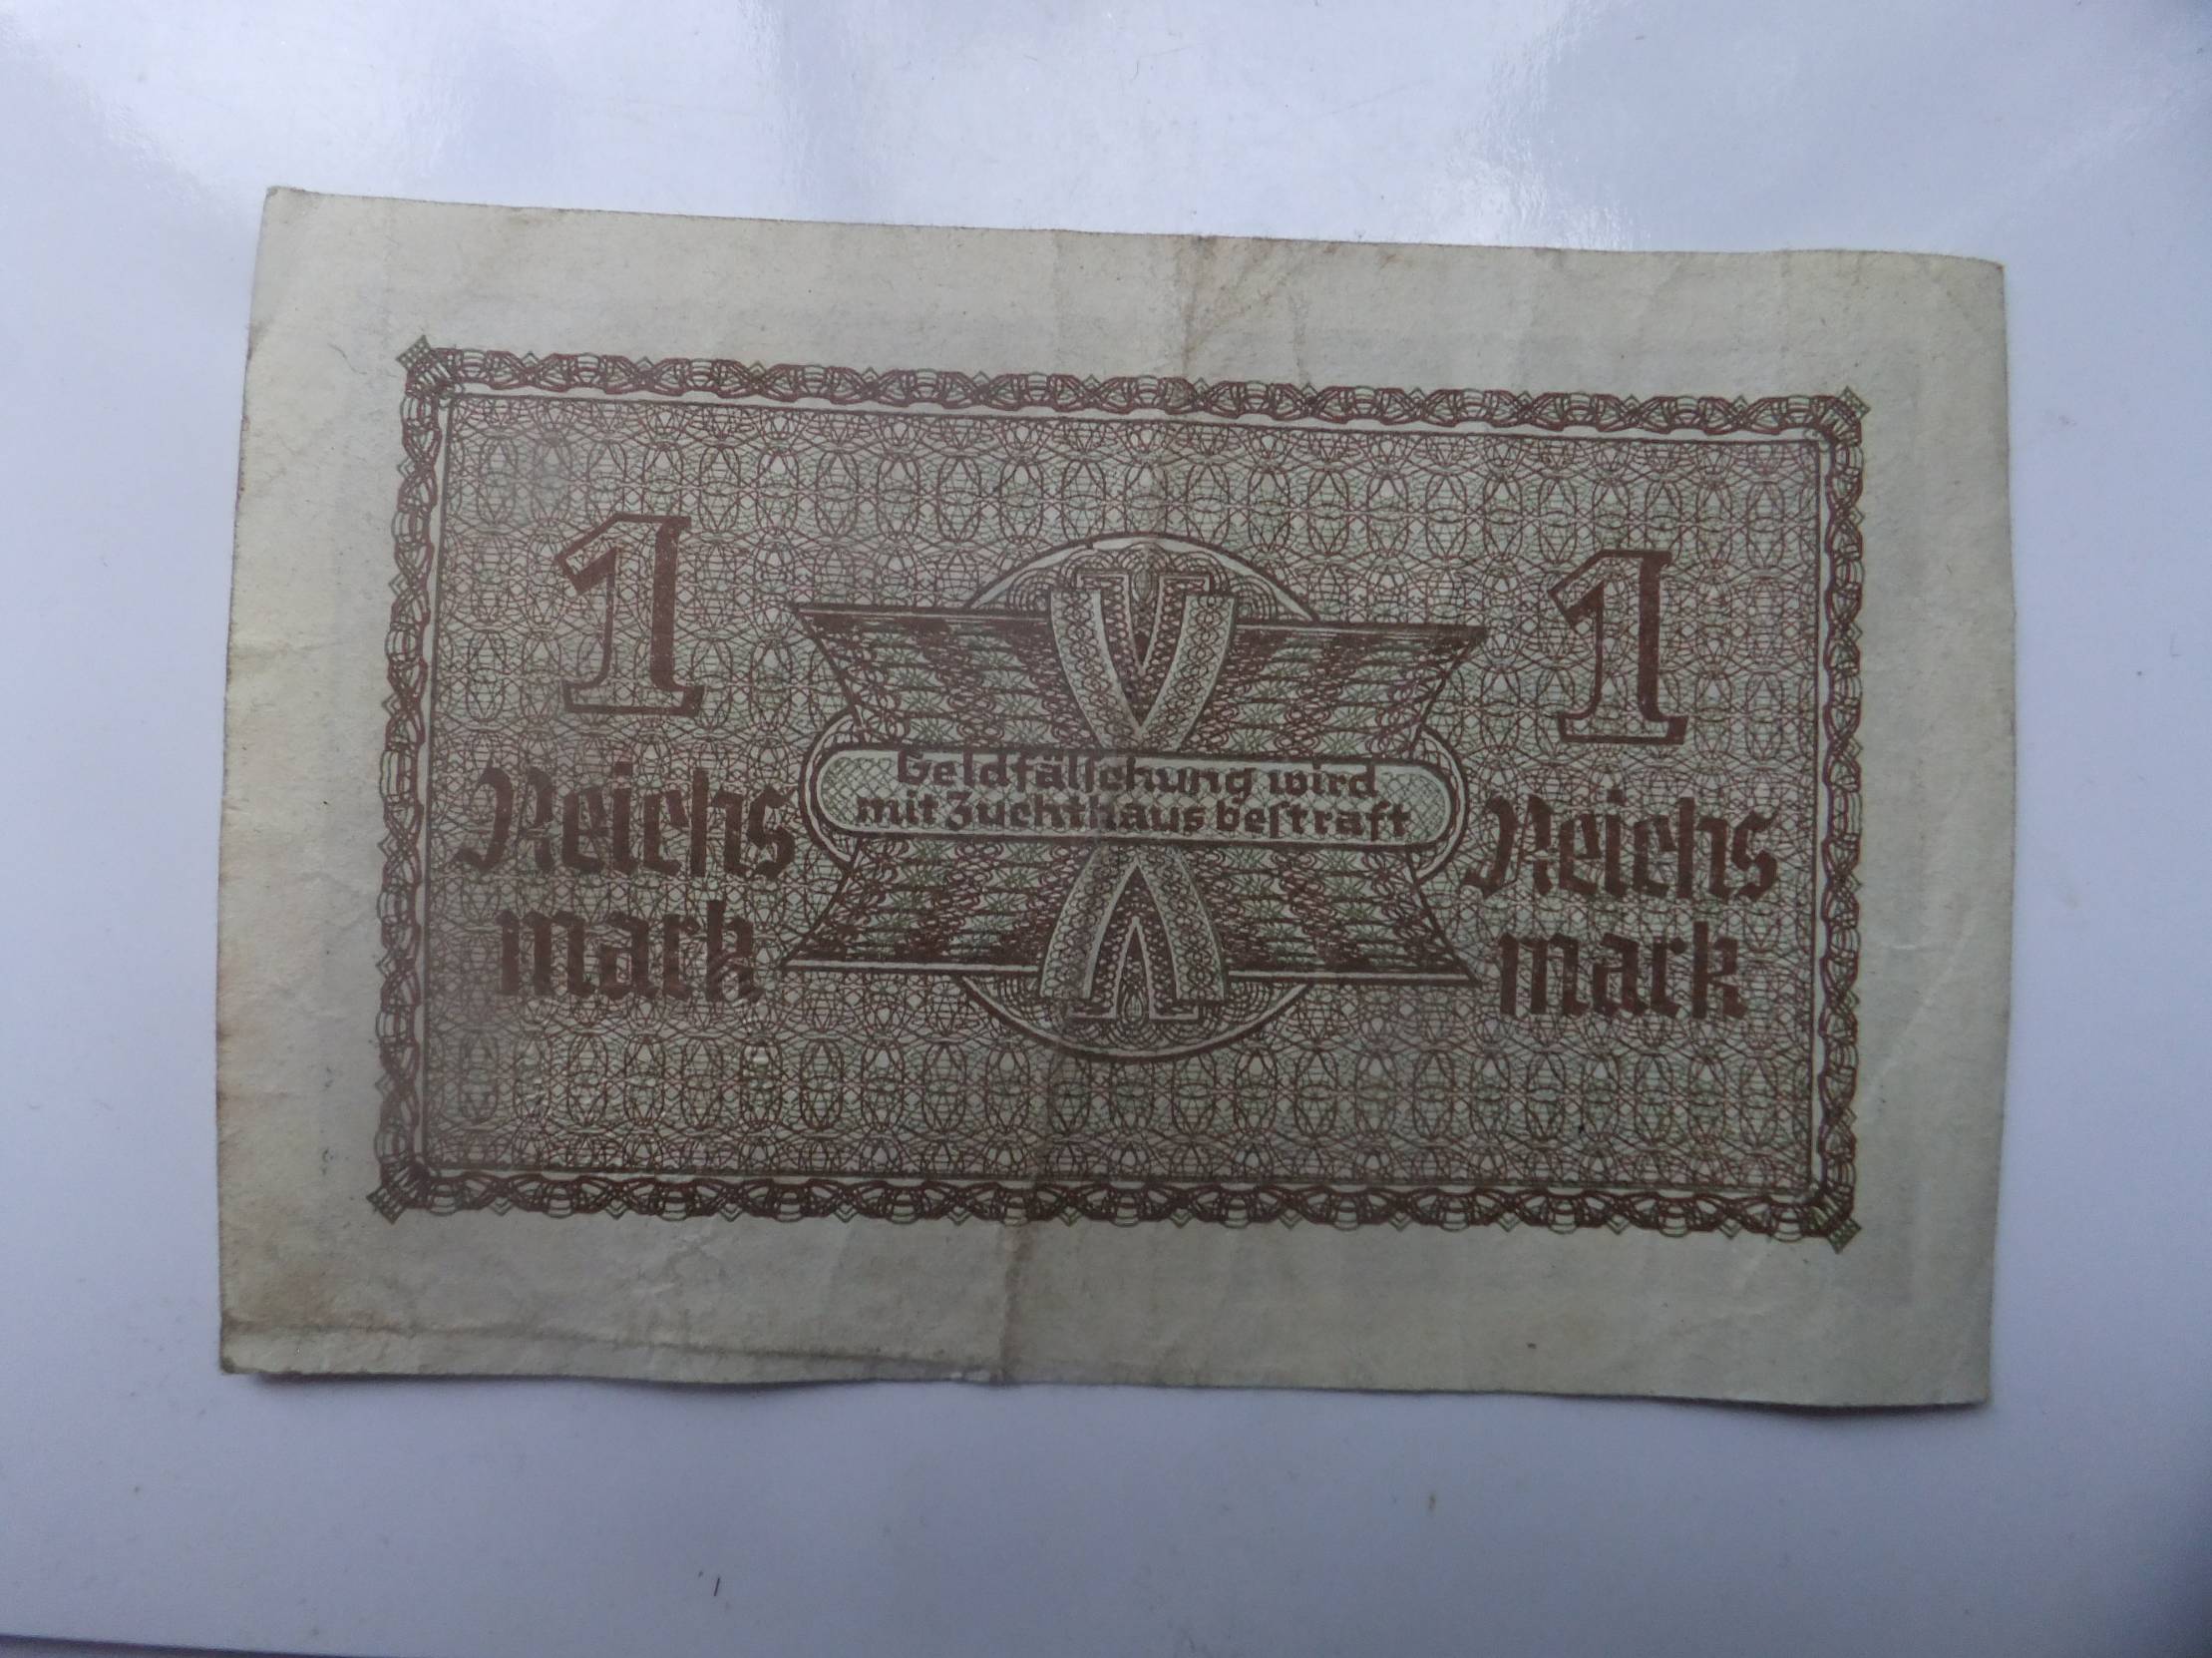 1
Reichs
mark
Geldfälſchung wird
mit Zuchthaus beſtraft
1
Reichs
mark